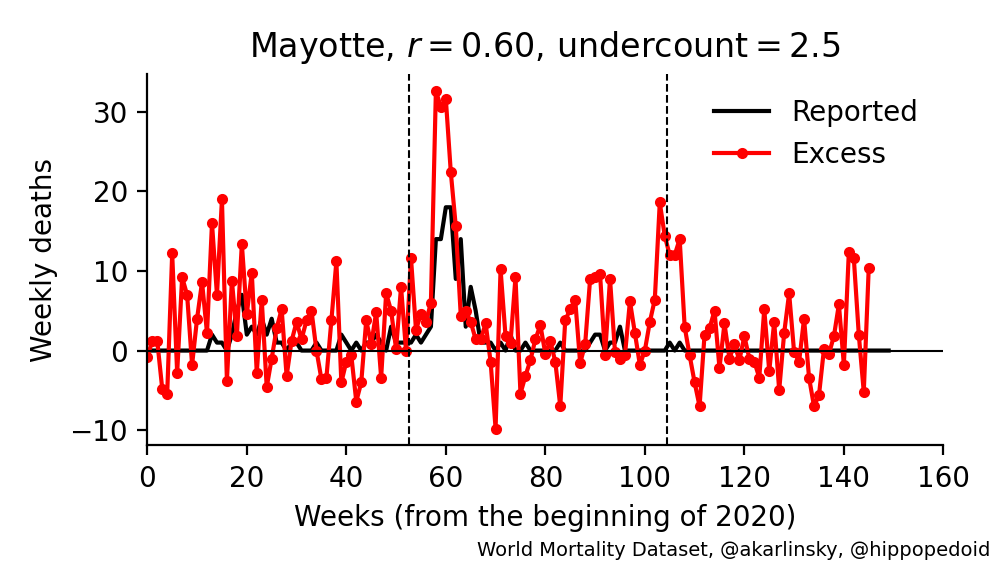 Mayotte, r = 0.60, undercount = 2.5
Reported
Excess
30
20
10
0
−10
Weekly deaths
0 20 40 60 80 100 120 140 160
Weeks (from the beginning of 2020)
World Mortality Dataset, @akarlinsky, @hippopedoid